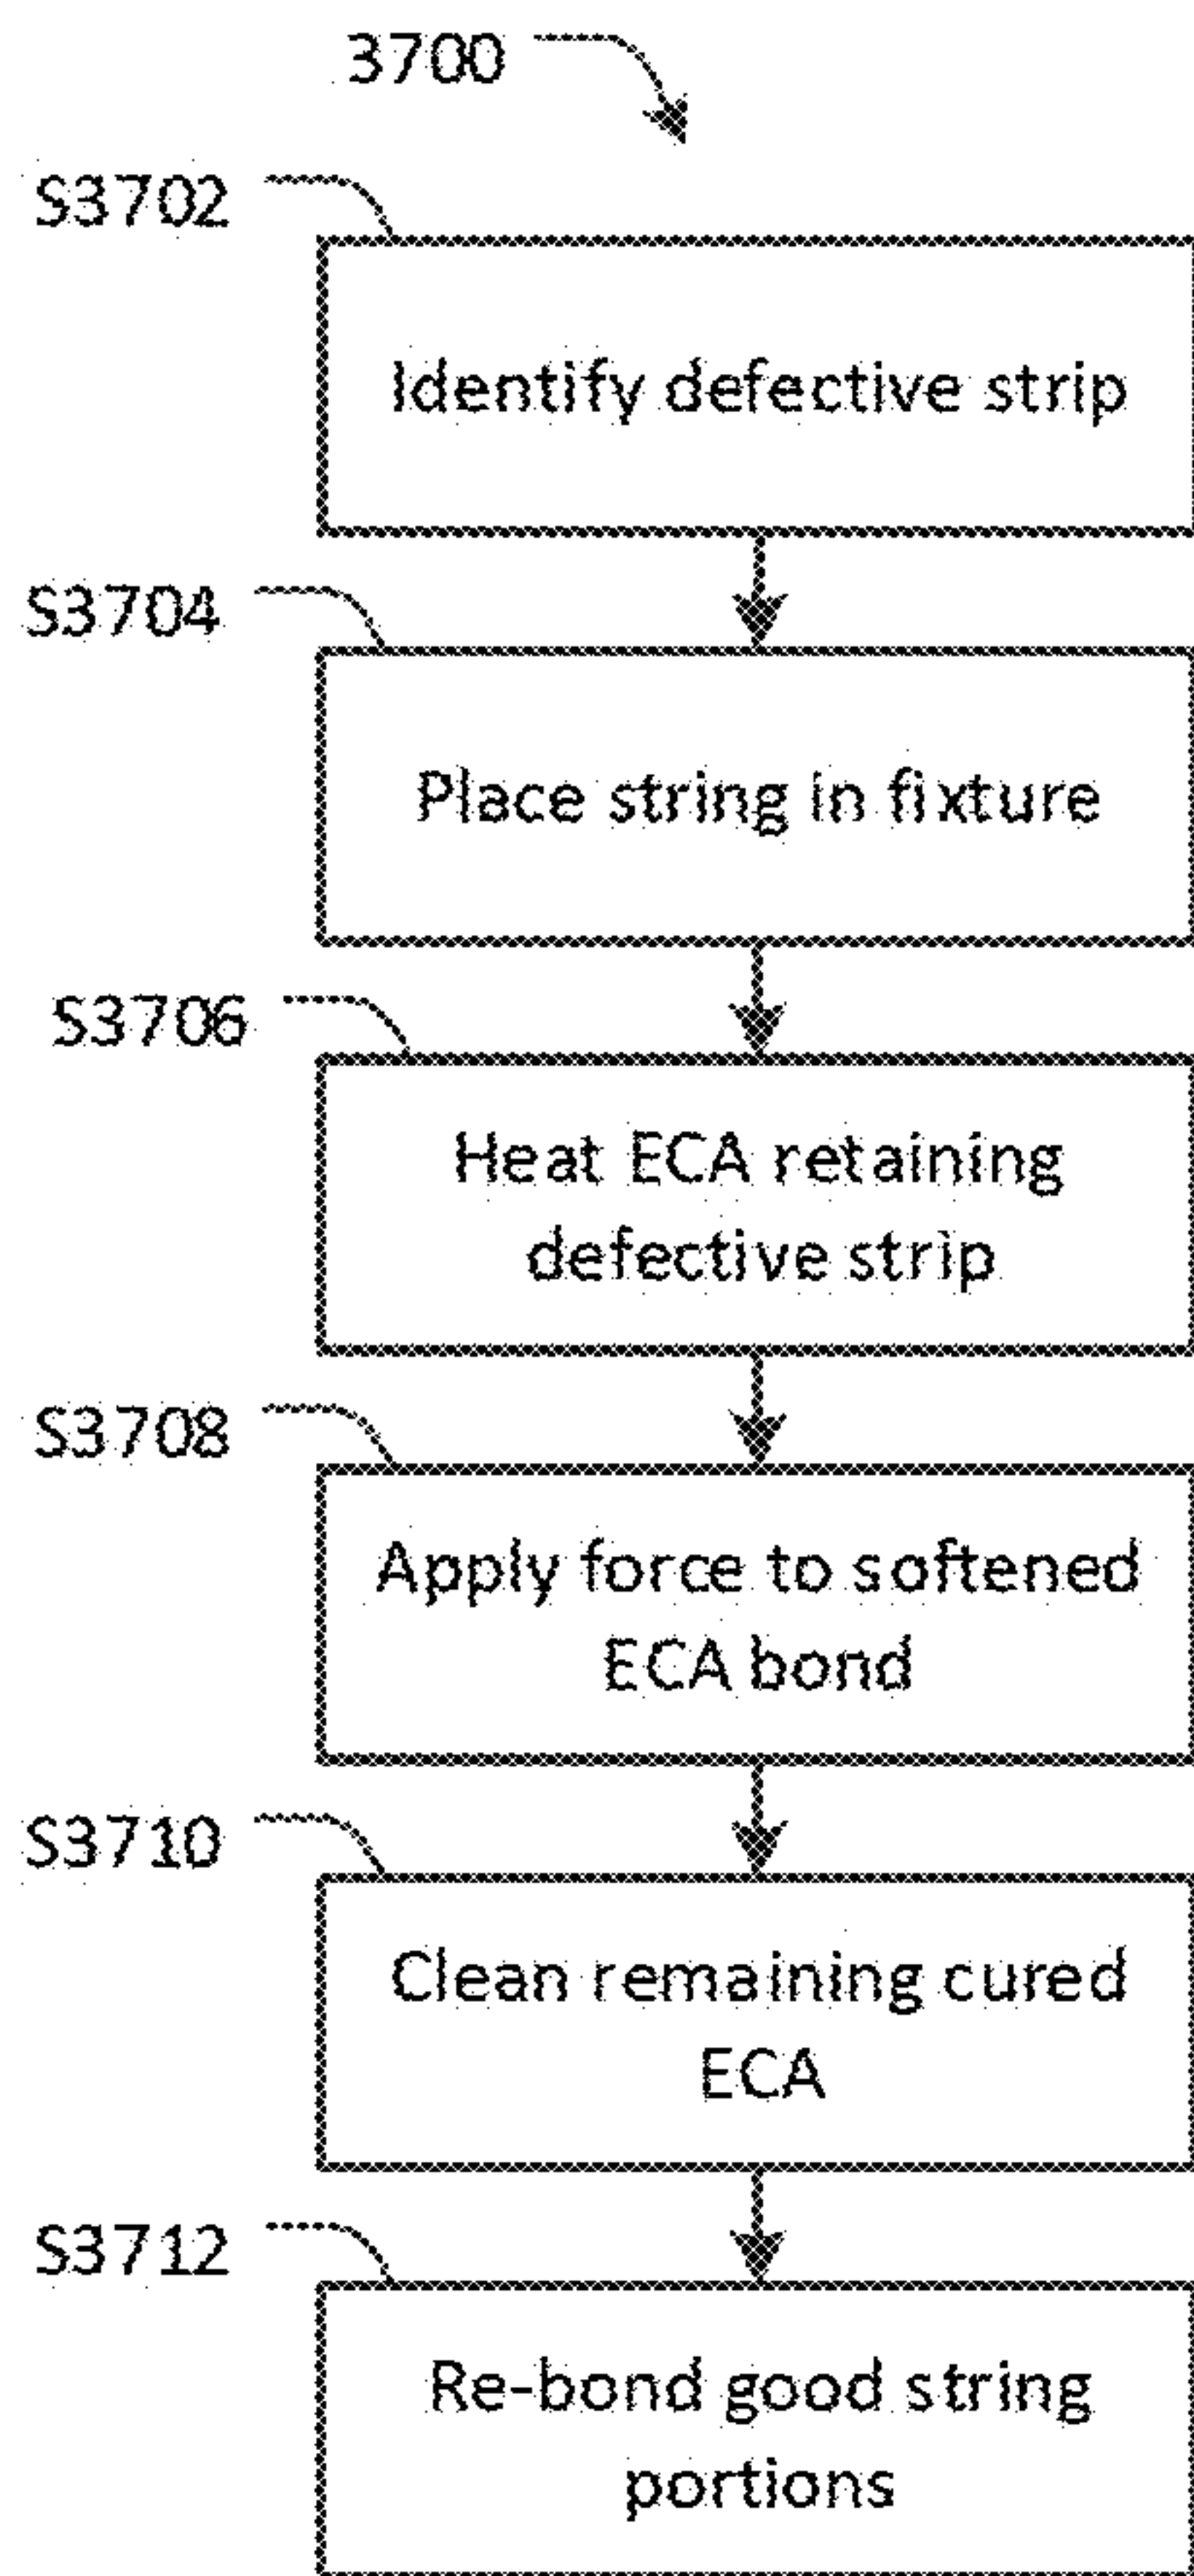 3700
S3702
Identify defective strip
S3704
Place string in fixture
S3706
Heat ECA retaining
defective strip
S3708
Apply force to softened
ECA bond
S3710
Clean remaining cured
ECA
S3712
Re-bond good string
portions